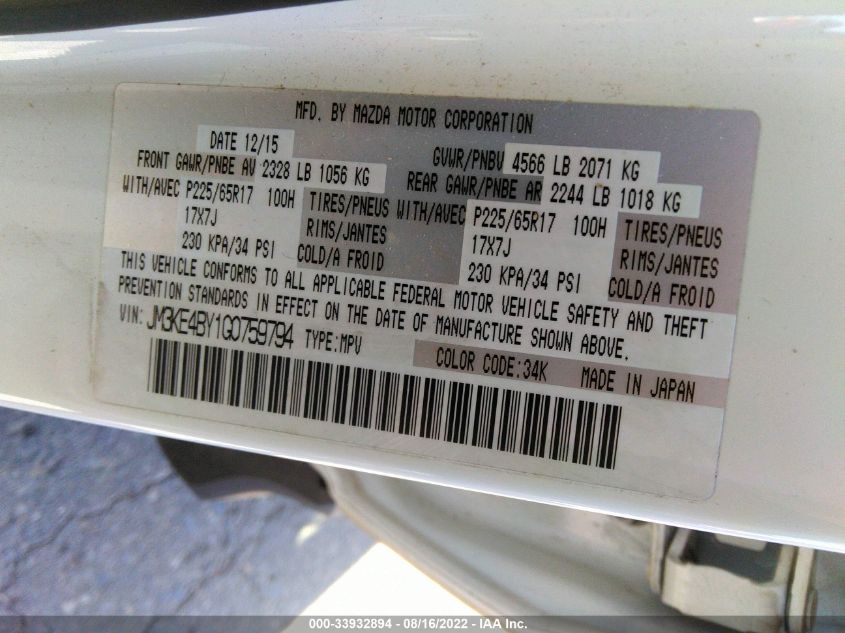 MFD. BY MAZDA MOTOR CORPORATION
DATE 12/15 GVWR/PNBV 4566 LB 2071 KG
FRONT GAWR/PNBE AV 2328 LB 1056 KG REAR GAWR/PNBE AR 2244 LB 1018 KG
WITH/AVEC P225/65R17 100H TIRES/PNEUS WITH/AVEC P225/65R17 100H TIRES/PNEUS
17X7J RIMS/JANTES 17X7J RIMS/JANTES
230 KPA/34 PSI COLD/A FROID 230 KPA/34 PSI COLD/A FROID
THIS VEHICLE CONFORMS TO ALL APPLICABLE FEDERAL MOTOR VEHICLE SAFETY AND THEFT
PREVENTION STANDARDS IN EFFECT ON THE DATE OF MANUFACTURE SHOWN ABOVE.
VIN: JM3KE4BY1G0759794 TYPE:MPV
COLOR CODE:34K MADE IN JAPAN
000-33932894 - 08/16/2022 - IAA Inc.